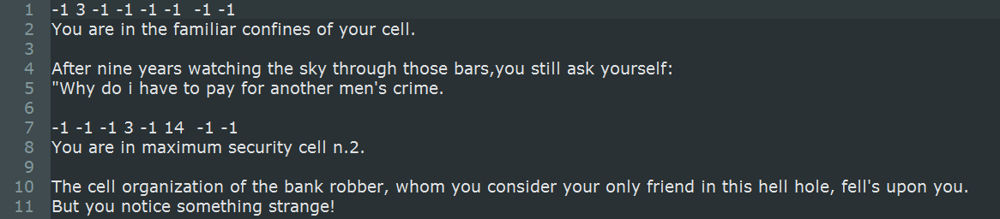 1 -1 3 -1 -1 -1 -1  -1 -1
2 You are in the familiar confines of your cell.
3
4 After nine years watching the sky through those bars,you still ask yourself:
5 "Why do i have to pay for another men's crime.
6
7 -1 -1 -1 3 -1 14  -1 -1
8 You are in maximum security cell n.2.
9
10 The cell organization of the bank robber, whom you consider your only friend in this hell hole, fell's upon you.
11 But you notice something strange!